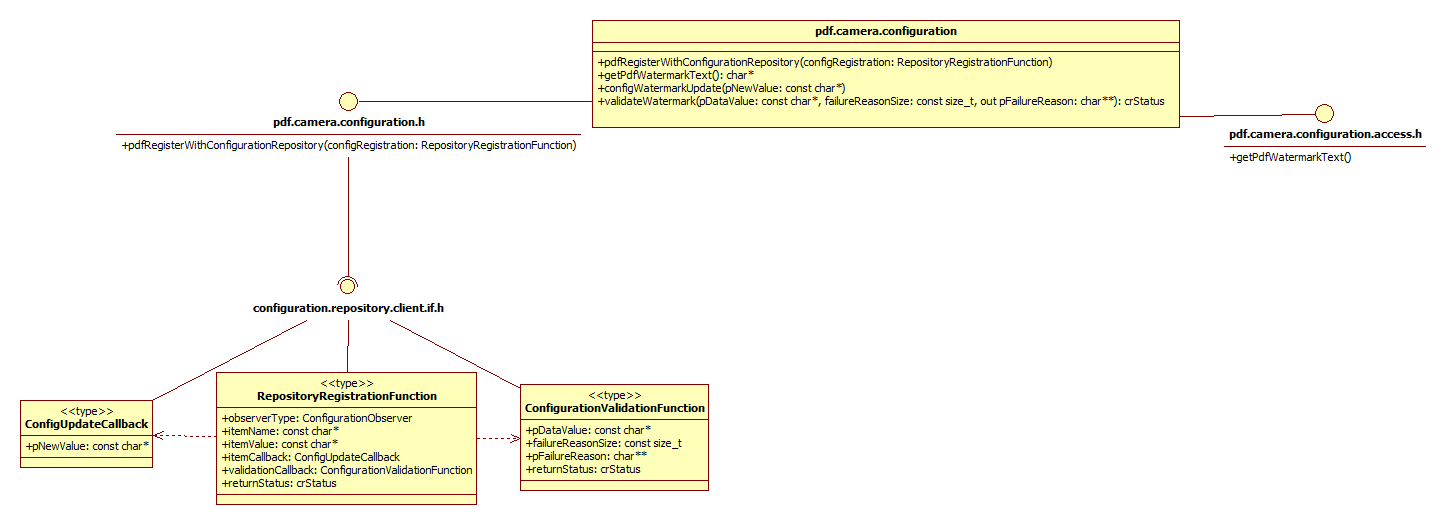 pdf.camera.configuration
+pdfRegisterWithConfigurationRepository(configRegistration: RepositoryRegistrationFunction)
+getPdfWatermarkText(): char*
+configWatermarkUpdate(pNewValue: const char*)
+validateWatermark(pDataValue: const char*, failureReasonSize: const size_t, out pFailureReason: char**): crStatus
pdf.camera.configuration.h
+pdfRegisterWithConfigurationRepository(configRegistration: RepositoryRegistrationFunction)
pdf.camera.configuration.access.h
+getPdfWatermarkText()
configuration.repository.client.if.h
<<type>>
ConfigUpdateCallback
+pNewValue: const char*
<<type>>
RepositoryRegistrationFunction
+observerType: ConfigurationObserver
+itemName: const char*
+itemValue: const char*
+itemCallback: ConfigUpdateCallback
+validationCallback: ConfigurationValidationFunction
+returnStatus: crStatus
<<type>>
ConfigurationValidationFunction
+pDataValue: const char*
+failureReasonSize: const size_t
+pFailureReason: char**
+returnStatus: crStatus